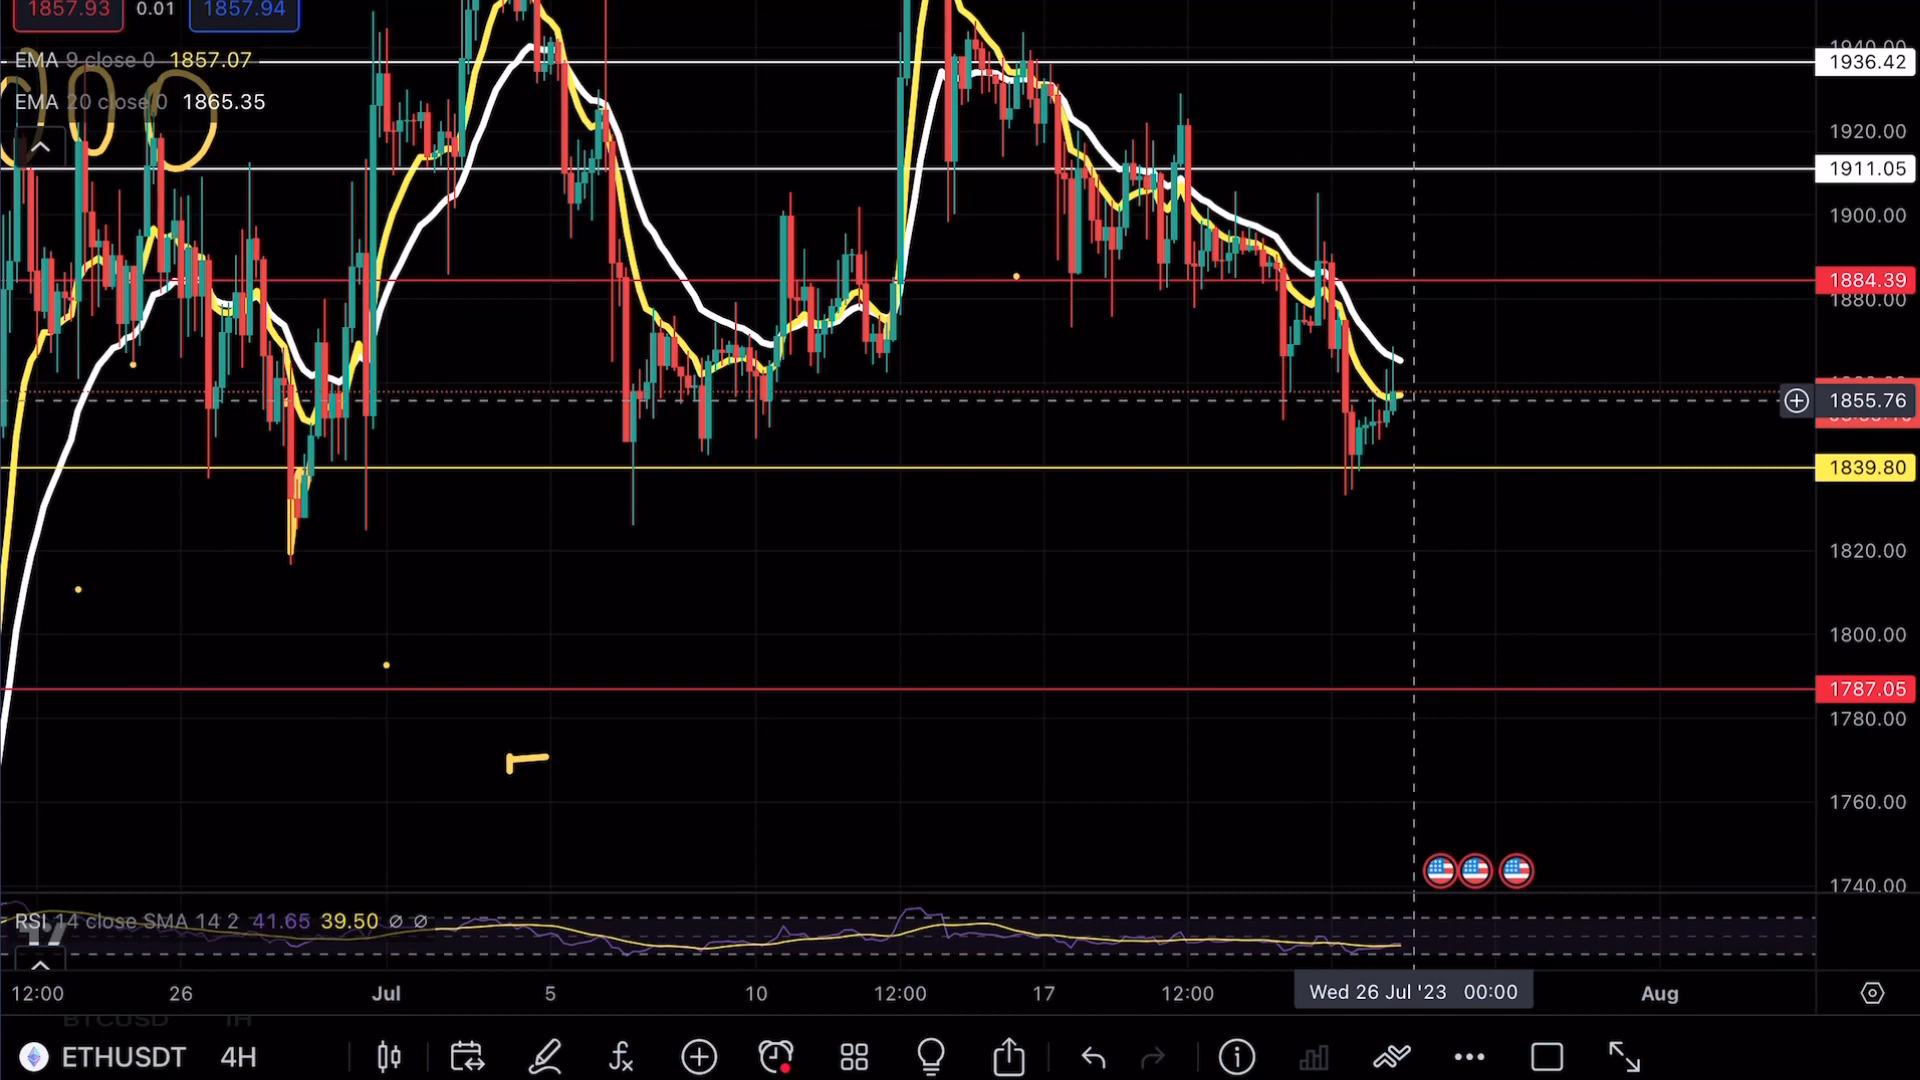 1857.93 0.01 1857.94
EMA 9 close 0 1857.07
EMA 20 close 0 1865.35
1936.42
1920.00
1911.05
1900.00
1884.39
1880.00
1855.76
1839.80
1820.00
1800.00
1787.05
1780.00
1760.00
1740.00
RSI 14 close SMA 14 2 41.65 39.50 ∅ ∅
12:00 26 Jul 5 10 12:00 17 12:00 Wed 26 Jul '23 00:00 Aug
BTCUSD 1H
ETHUSDT 4H